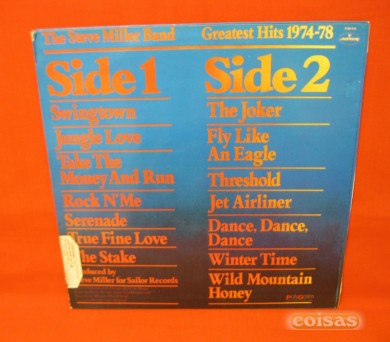 The Steve Miller Band
Greatest Hits 1974-78
Side 1
Swingtown
Jungle Love
Take The
Money And Run
Rock N' Me
Serenade
True Fine Love
The Stake
Produced by
Steve Miller for Sailor Records
Side 2
The Joker
Fly Like
An Eagle
Threshold
Jet Airliner
Dance, Dance,
Dance
Winter Time
Wild Mountain
Honey
polygram
coisas